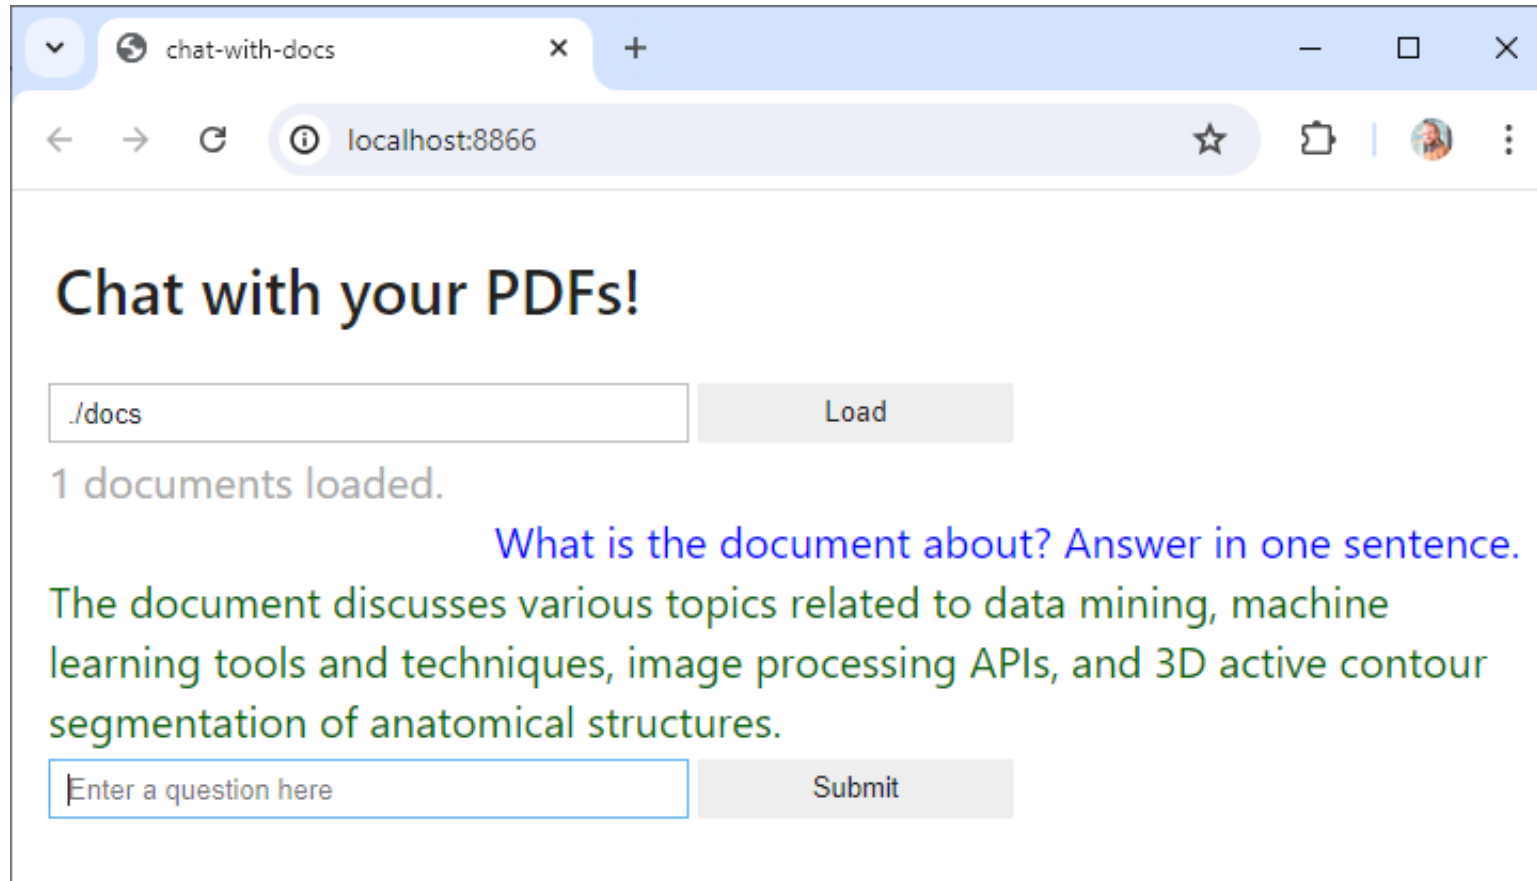 chat-with-docs
localhost:8866
Chat with your PDFs!
./docs
Load
1 documents loaded.
What is the document about? Answer in one sentence.
The document discusses various topics related to data mining, machine
learning tools and techniques, image processing APIs, and 3D active contour
segmentation of anatomical structures.
Enter a question here
Submit